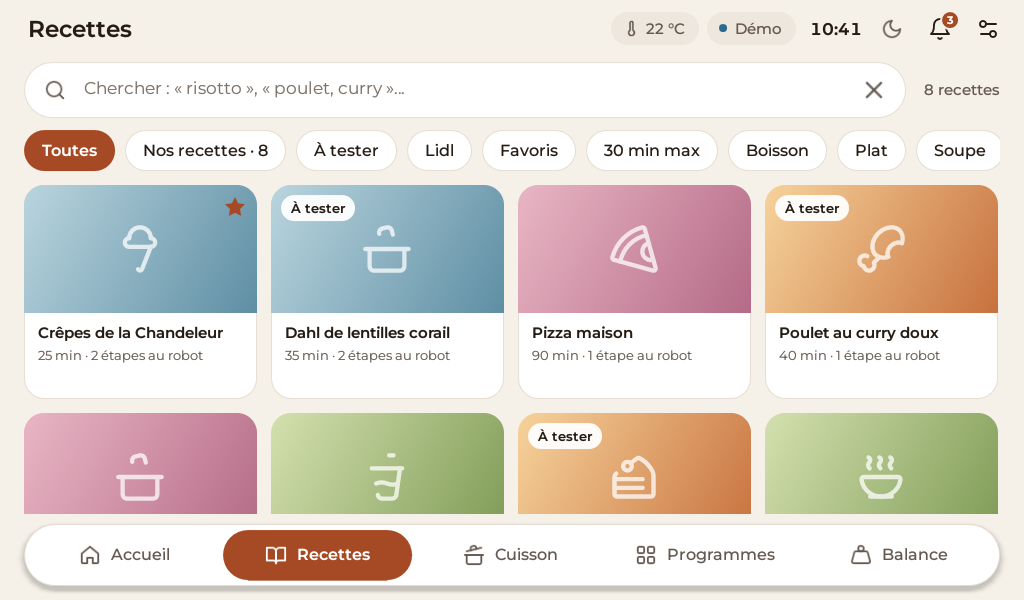 Recettes
22 °C
Démo
10:41
3
Chercher : « risotto », « poulet, curry »...
8 recettes
Toutes
Nos recettes · 8
À tester
Lidl
Favoris
30 min max
Boisson
Plat
Soupe
À tester
À tester
Crêpes de la Chandeleur
25 min · 2 étapes au robot
Dahl de lentilles corail
35 min · 2 étapes au robot
Pizza maison
90 min · 1 étape au robot
Poulet au curry doux
40 min · 1 étape au robot
À tester
Accueil
Recettes
Cuisson
Programmes
Balance